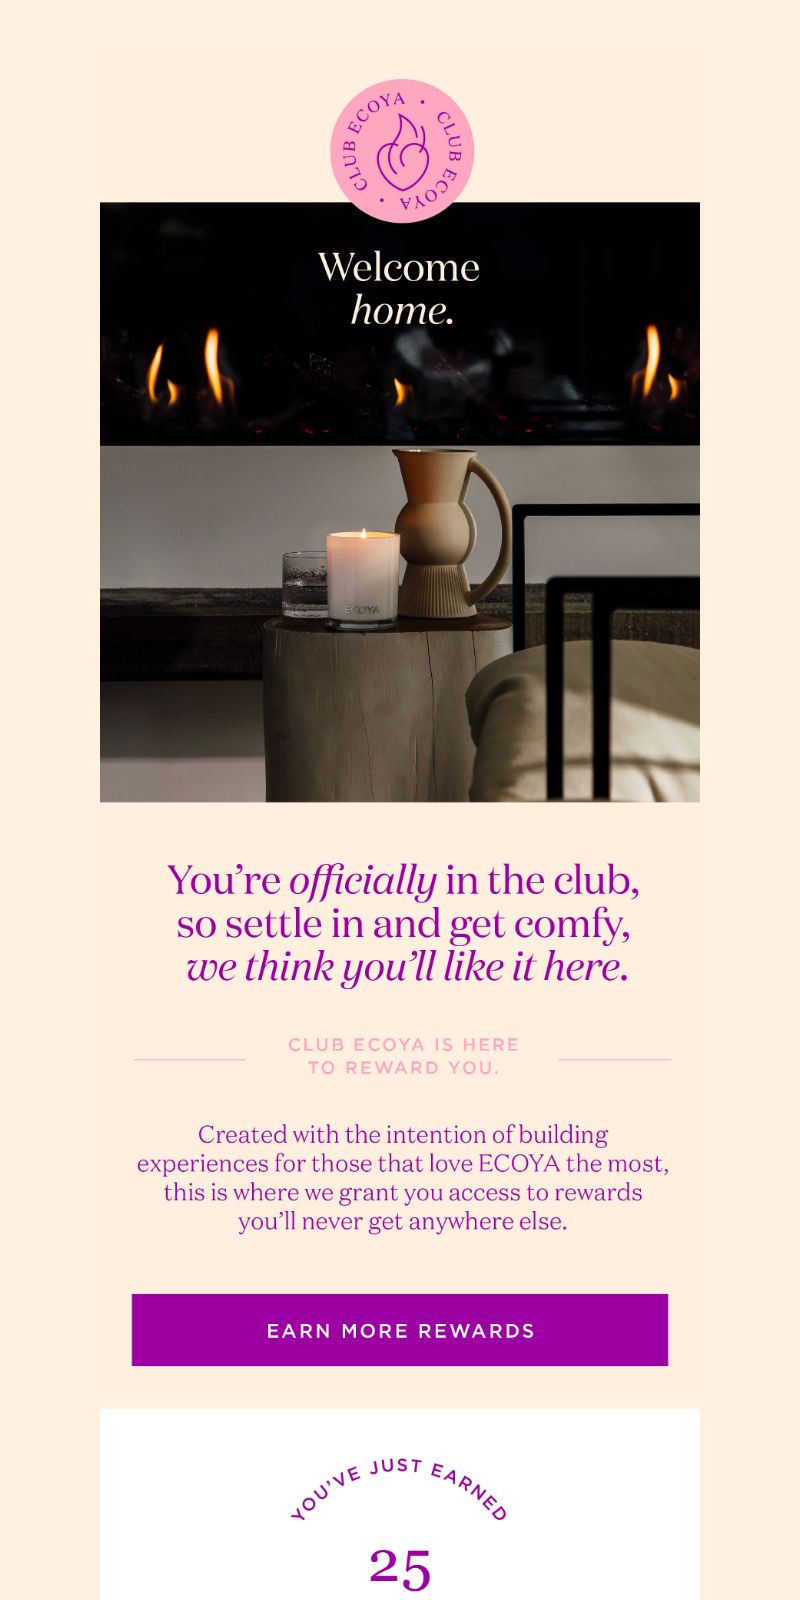 CLUB ECOYA • CLUB ECOYA •
Welcome
home.
ECOYA
You’re officially in the club,
so settle in and get comfy,
we think you’ll like it here.
CLUB ECOYA IS HERE
TO REWARD YOU.
Created with the intention of building
experiences for those that love ECOYA the most,
this is where we grant you access to rewards
you’ll never get anywhere else.
EARN MORE REWARDS
YOU’VE JUST EARNED
25